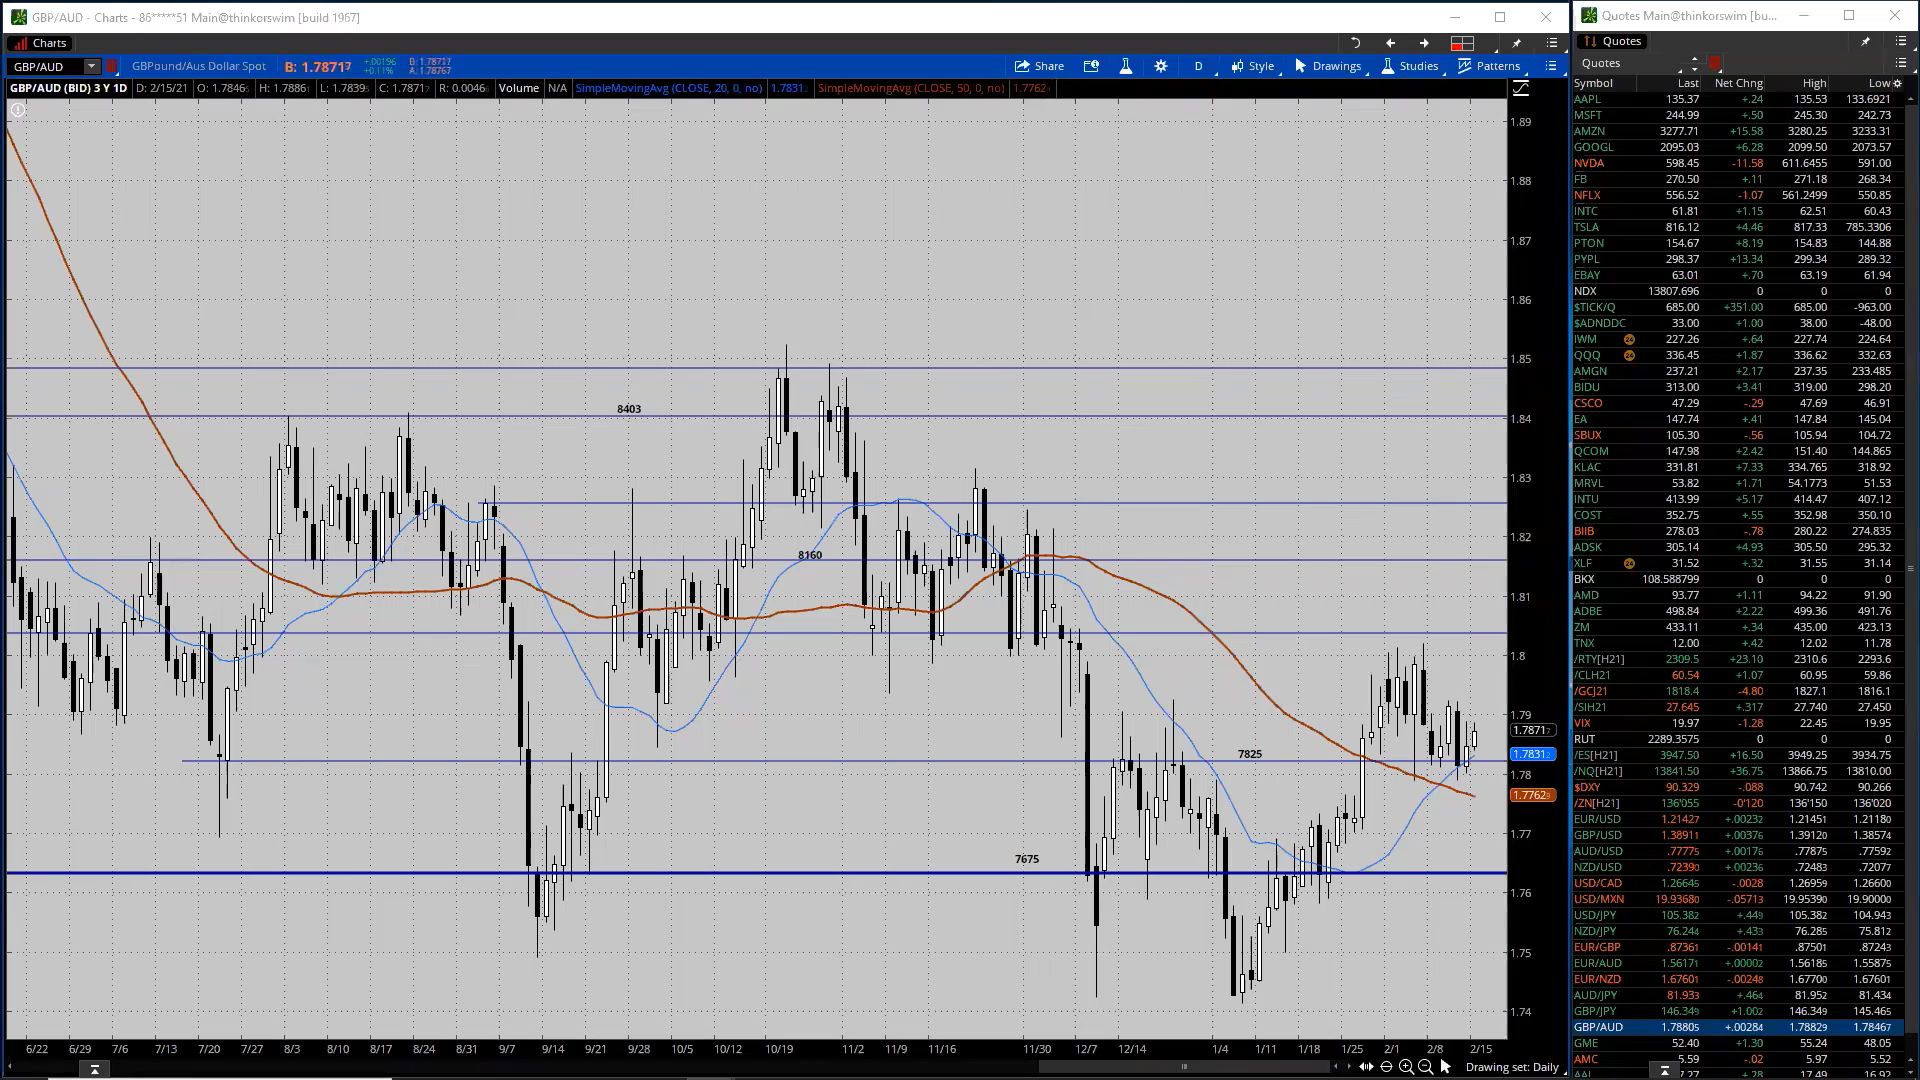 GBP/AUD - Charts - 86*****51 Main@thinkorswim [build 1967]
Charts
GBP/AUD GBPound/Aus Dollar Spot B: 1.78717 +.00196 +0.11% B: 1.78717 A: 1.78767 Share D Style Drawings Studies Patterns
GBP/AUD (BID) 3 Y 1D D: 2/15/21 O: 1.78466 H: 1.78861 L: 1.78395 C: 1.78717 R: 0.0046 Volume N/A SimpleMovingAvg (CLOSE, 20, 0, no) 1.7831 SimpleMovingAvg (CLOSE, 50, 0, no) 1.7762
1.89
1.88
1.87
1.86
1.85
8403
1.84
1.83
1.82
8160
1.81
1.8
1.79
1.78717
7825
1.78312
1.78
1.77629
1.77
7675
1.76
1.75
1.74
6/22 6/29 7/6 7/13 7/20 7/27 8/3 8/10 8/17 8/24 8/31 9/7 9/14 9/21 9/28 10/5 10/12 10/19 11/2 11/9 11/16 11/30 12/7 12/14 1/4 1/11 1/18 1/25 2/1 2/8 2/15
Drawing set: Daily
Quotes Main@thinkorswim [bu...
Quotes
Quotes
Symbol Last Net Chng High Low
AAPL 135.37 +.24 135.53 133.6921
MSFT 244.99 +.50 245.30 242.73
AMZN 3277.71 +15.58 3280.25 3233.31
GOOGL 2095.03 +6.28 2099.50 2073.57
NVDA 598.45 -11.58 611.6455 591.00
FB 270.50 +.11 271.18 268.34
NFLX 556.52 -1.07 561.2499 550.85
INTC 61.81 +1.15 62.51 60.43
TSLA 816.12 +4.46 817.33 785.3306
PTON 154.67 +8.19 154.83 144.88
PYPL 298.37 +13.34 299.34 289.32
EBAY 63.01 +.70 63.19 61.94
NDX 13807.696 0 0 0
$TICK/Q 685.00 +351.00 685.00 -963.00
$ADNDDC 33.00 +1.00 38.00 -48.00
IWM 24 227.26 +.64 227.74 224.64
QQQ 24 336.45 +1.87 336.62 332.63
AMGN 237.21 +2.17 237.35 233.485
BIDU 313.00 +3.41 319.00 298.20
CSCO 47.29 -.29 47.69 46.91
EA 147.74 +.41 147.84 145.04
SBUX 105.30 -.56 105.94 104.72
QCOM 147.98 +2.42 151.40 144.865
KLAC 331.81 +7.33 334.765 318.92
MRVL 53.82 +1.71 54.1773 51.53
INTU 413.99 +5.17 414.47 407.12
COST 352.75 +.55 352.98 350.10
BIIB 278.03 -.78 280.22 274.835
ADSK 305.14 +4.93 305.50 295.32
XLF 24 31.52 +.32 31.55 31.14
BKX 108.588799 0 0 0
AMD 93.77 +1.11 94.22 91.90
ADBE 498.84 +2.22 499.36 491.76
ZM 433.11 +.34 435.00 423.13
TNX 12.00 +.42 12.02 11.78
/RTY[H21] 2309.5 +23.10 2310.6 2293.6
/CLH21 60.54 +1.07 60.95 59.86
/GCJ21 1818.4 -4.80 1827.1 1816.1
/SIH21 27.645 +.317 27.740 27.450
VIX 19.97 -1.28 22.45 19.95
RUT 2289.3575 0 0 0
/ES[H21] 3947.50 +16.50 3949.25 3934.75
/NQ[H21] 13841.50 +36.75 13866.75 13810.00
$DXY 90.329 -.088 90.742 90.266
/ZN[H21] 136'055 -0'120 136'150 136'020
EUR/USD 1.21427 +.00232 1.21451 1.21180
GBP/USD 1.38911 +.00376 1.39120 1.38574
AUD/USD .77775 +.00176 .77875 .77592
NZD/USD .72390 +.00236 .72483 .72077
USD/CAD 1.26645 -.0028 1.26959 1.26600
USD/MXN 19.93680 -.05713 19.95390 19.90000
USD/JPY 105.382 +.449 105.382 104.943
NZD/JPY 76.244 +.433 76.285 75.812
EUR/GBP .87361 -.00141 .87501 .87243
EUR/AUD 1.56171 +.00002 1.56185 1.55875
EUR/NZD 1.67601 -.00248 1.67700 1.67601
AUD/JPY 81.933 +.464 81.952 81.434
GBP/JPY 146.349 +1.002 146.349 145.465
GBP/AUD 1.78805 +.00284 1.78829 1.78467
GME 52.40 +1.30 55.24 48.05
AMC 5.59 -.02 5.97 5.52
AAL 17.49 16.92